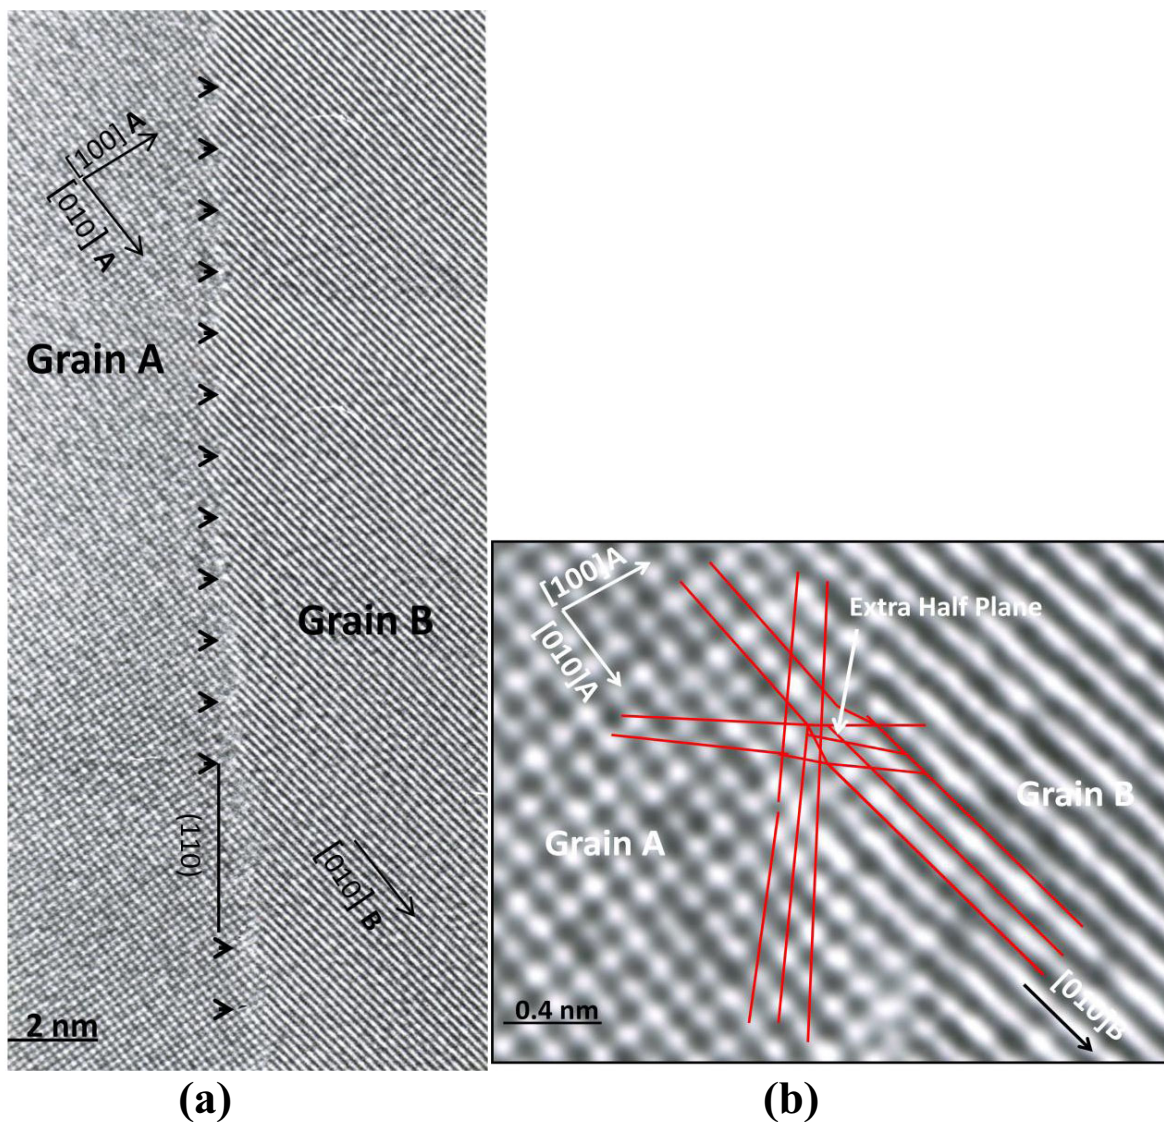 [100] A
[010] A
Grain A
Grain B
(110)
[010] B
2 nm
(a)
[100]A
[010]A
Extra Half Plane
Grain B
Grain A
0.4 nm
[010]B
(b)